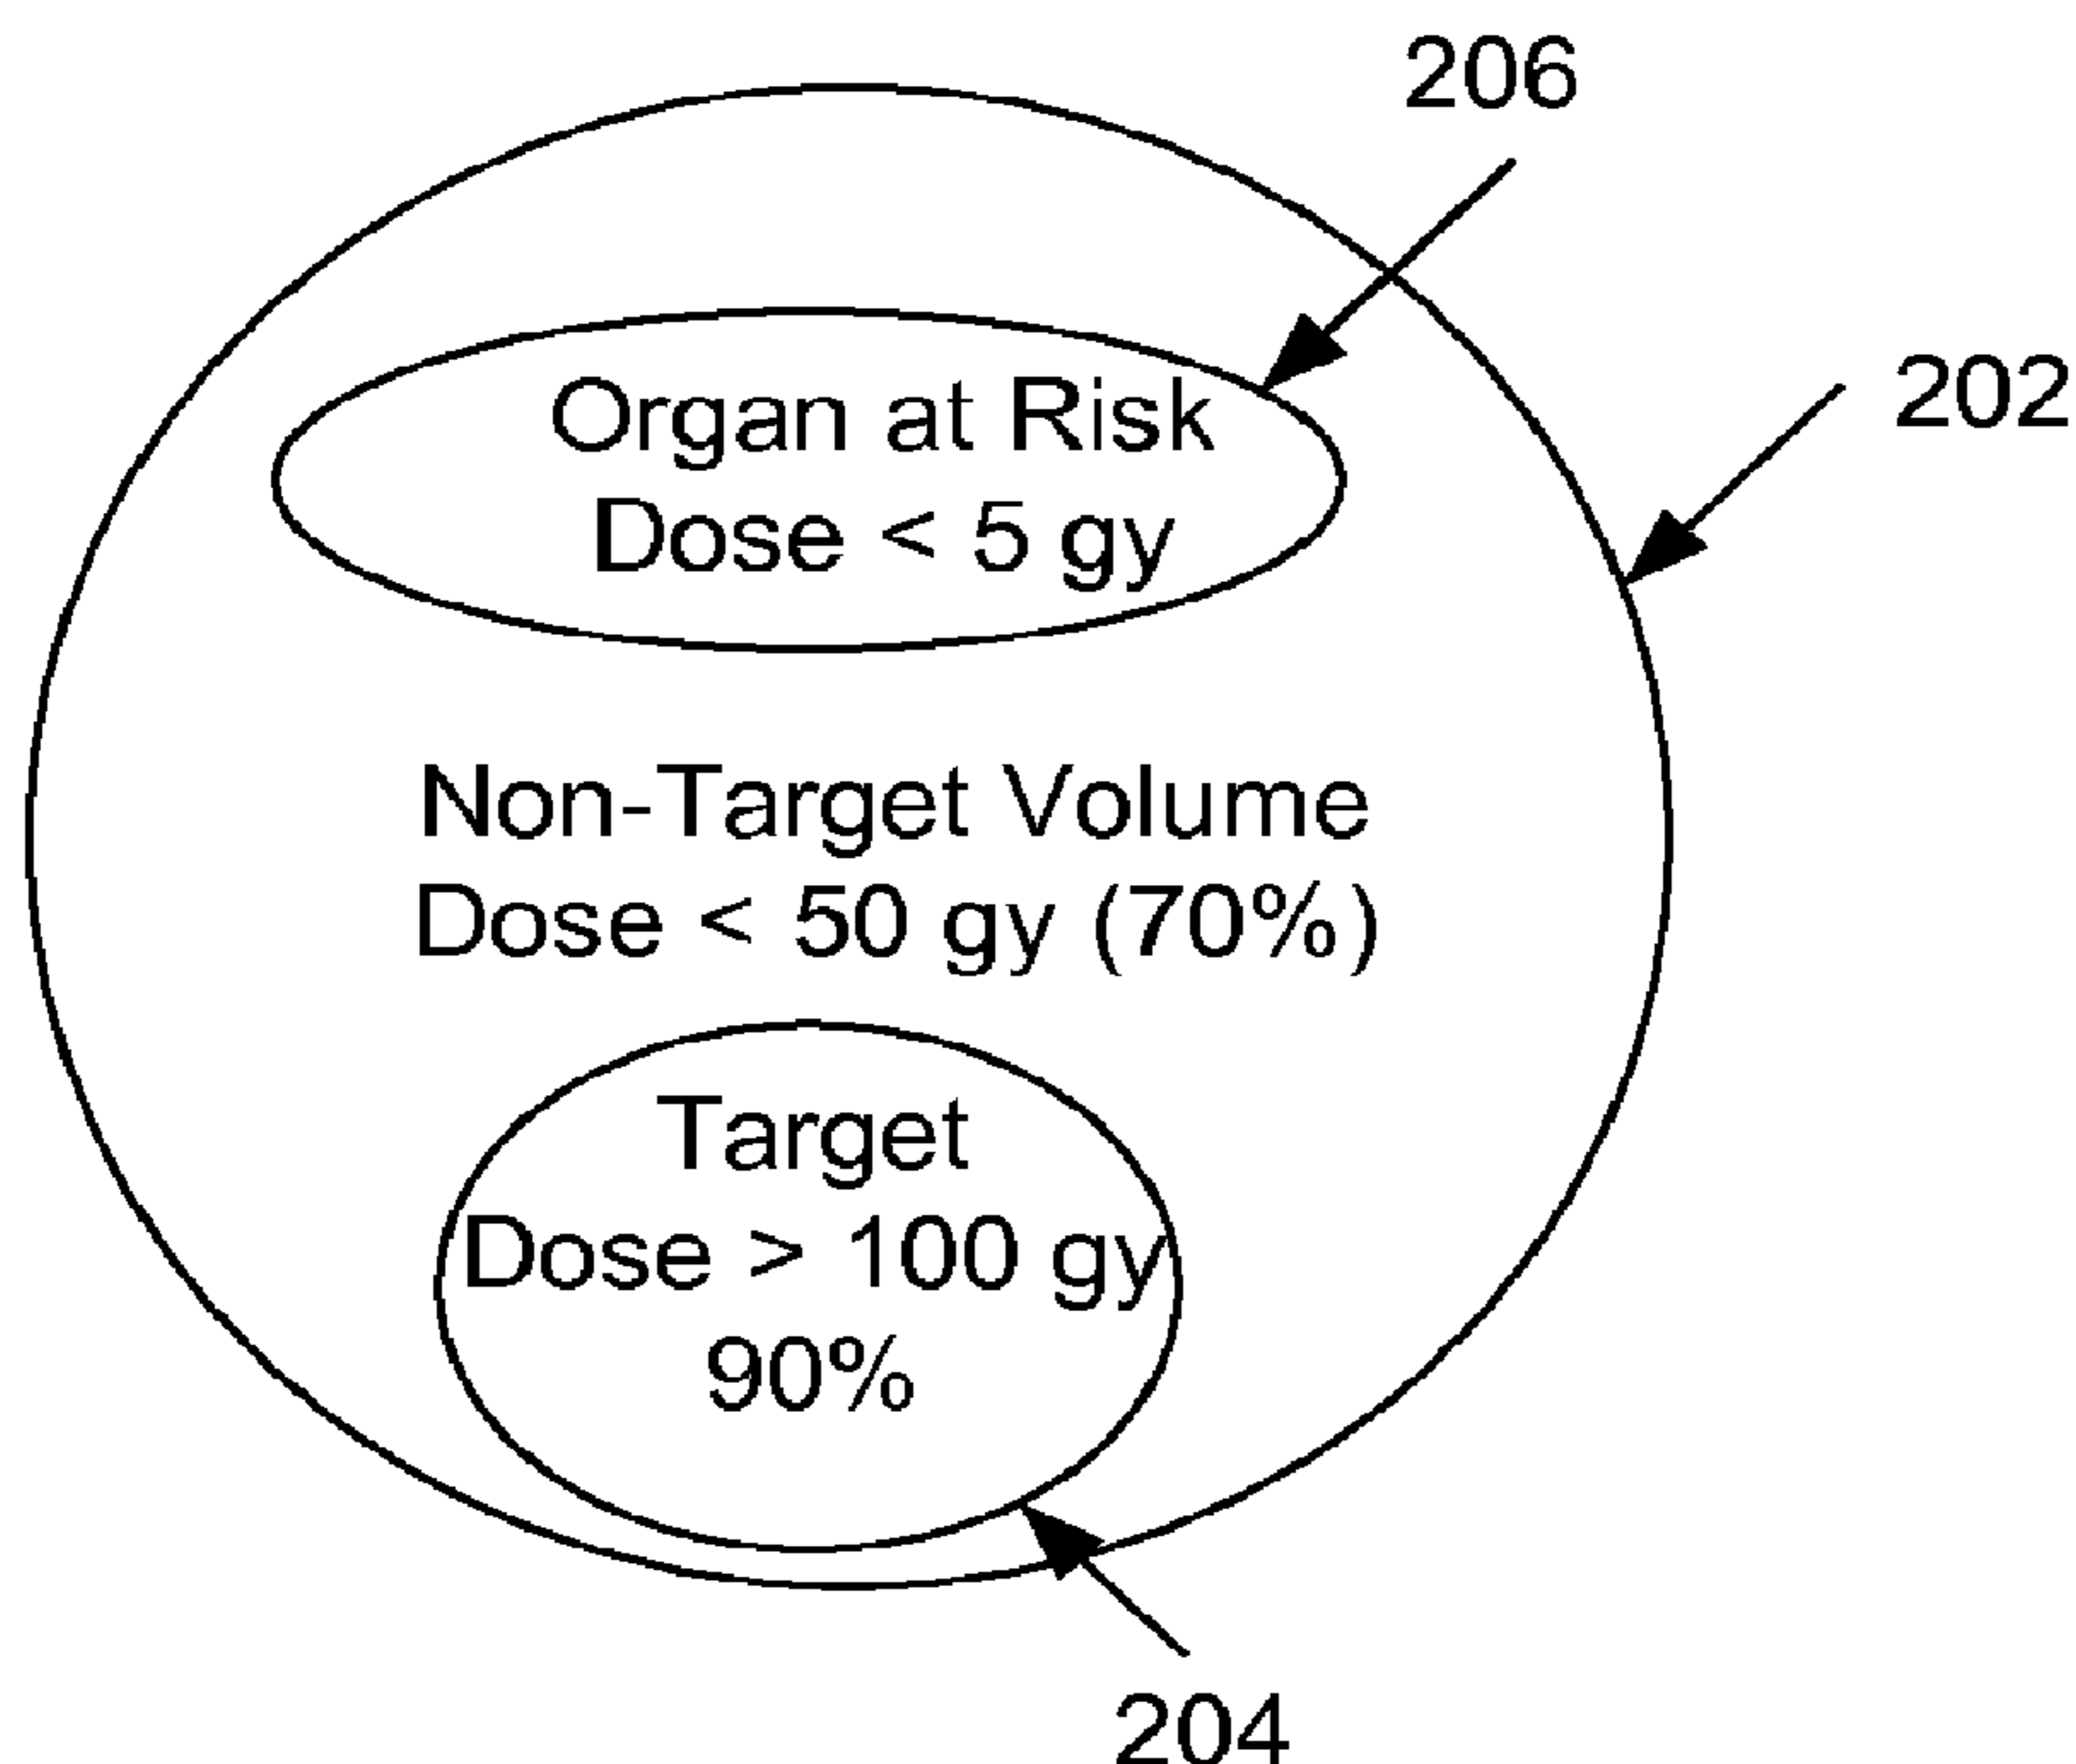 206
202
Organ at Risk
Dose < 5 gy
Non-Target Volume
Dose < 50 gy (70%)
Target
Dose > 100 gy
90%
204